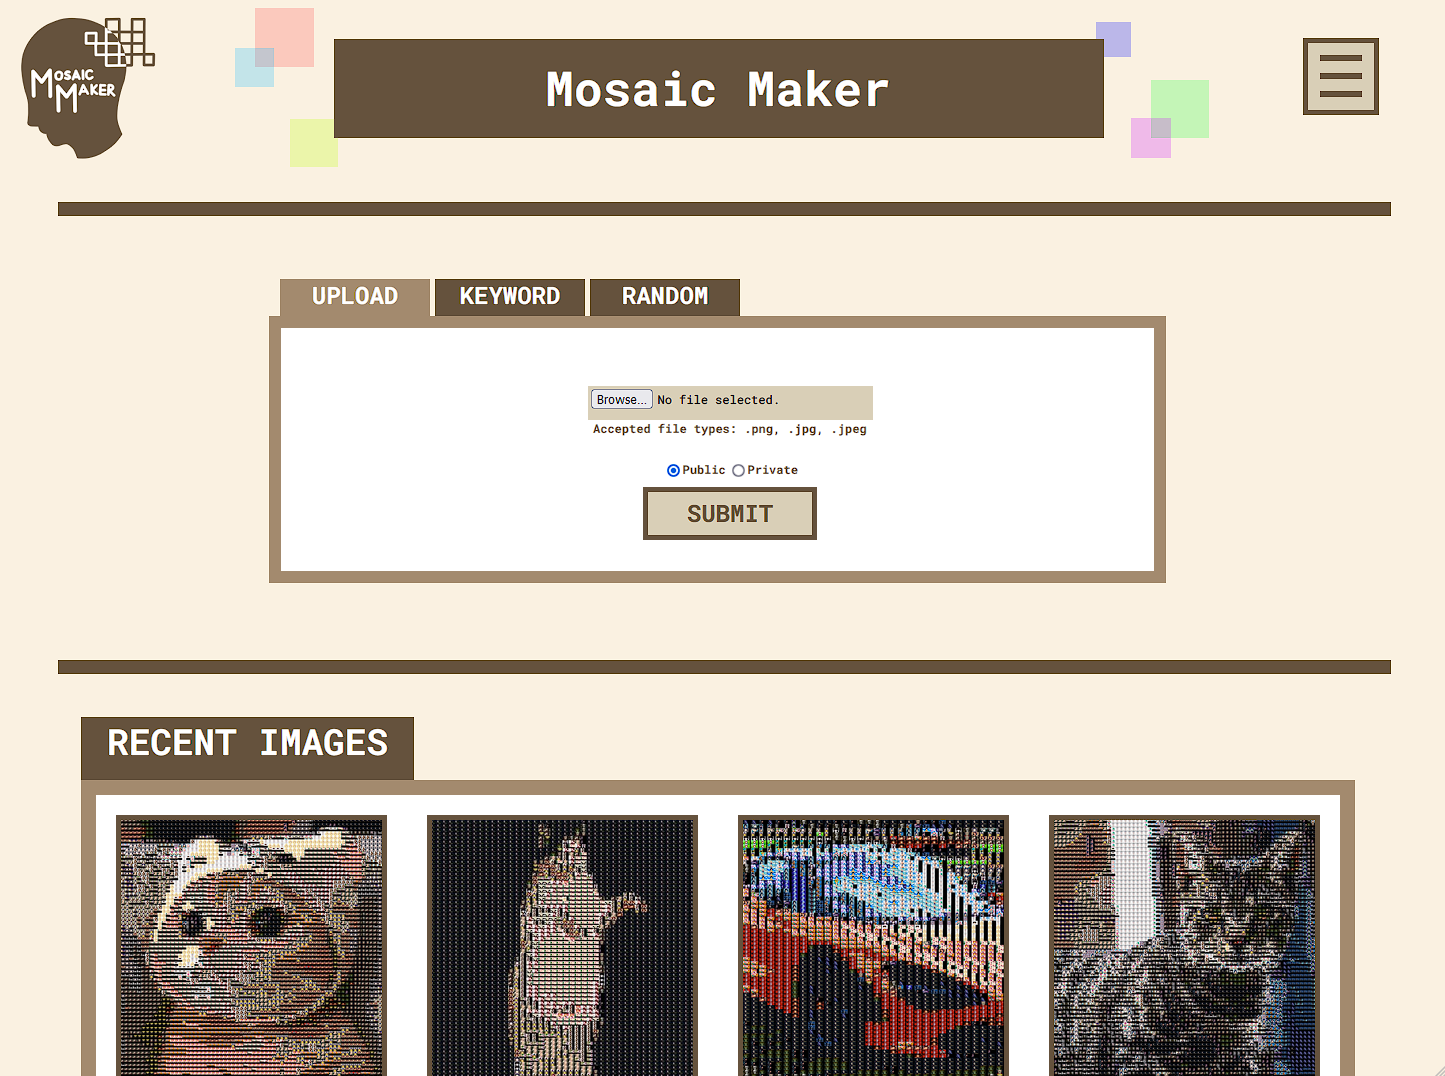 Mosaic
Maker
Mosaic Maker
UPLOAD
KEYWORD
RANDOM
Browse... No file selected.
Accepted file types: .png, .jpg, .jpeg
Public Private
SUBMIT
RECENT IMAGES